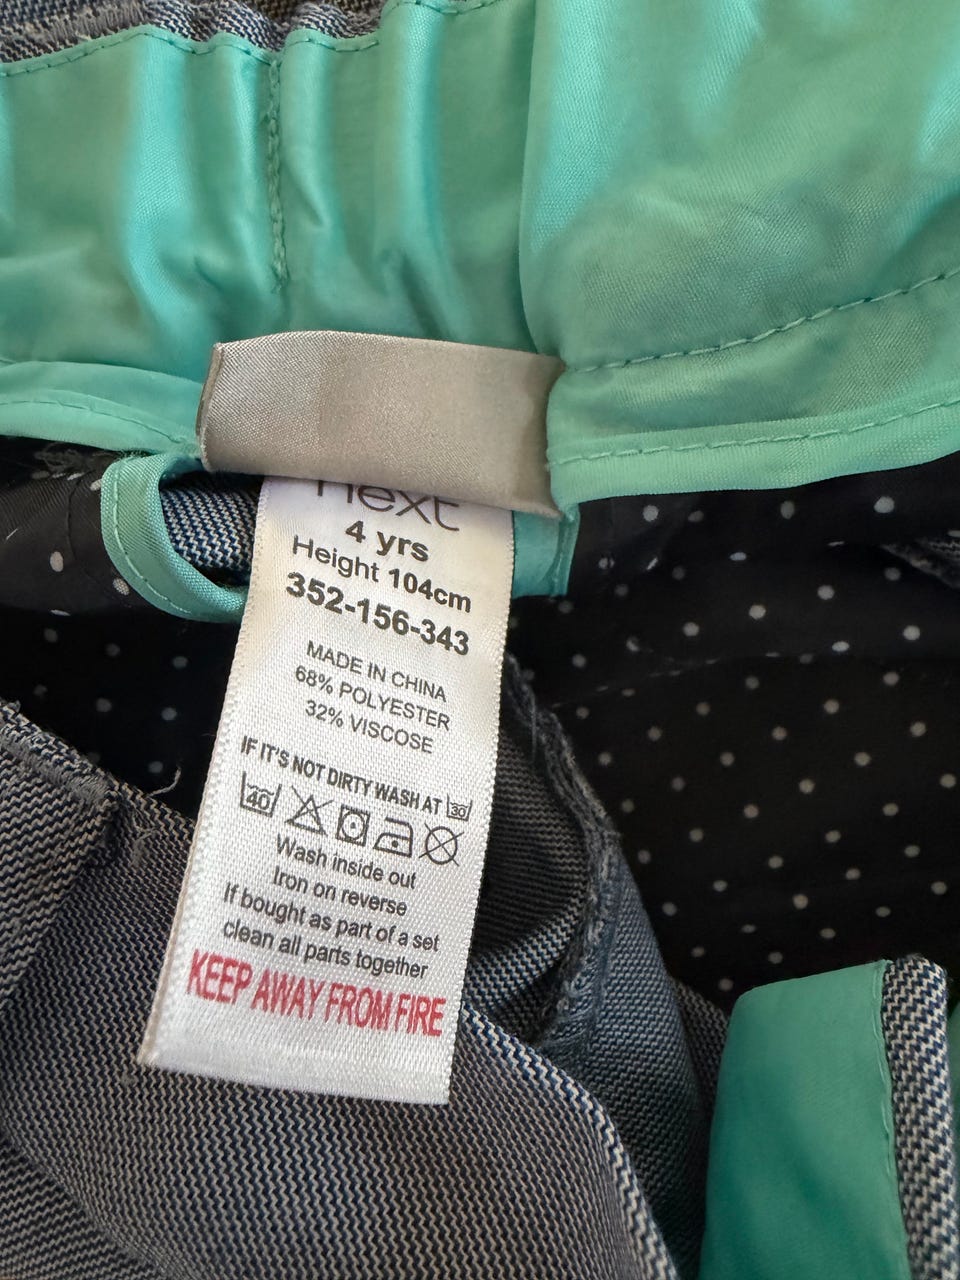 next
4 yrs
Height 104cm
352-156-343
MADE IN CHINA
68% POLYESTER
32% VISCOSE
IF IT'S NOT DIRTY WASH AT 30
40
Wash inside out
Iron on reverse
If bought as part of a set
clean all parts together
KEEP AWAY FROM FIRE